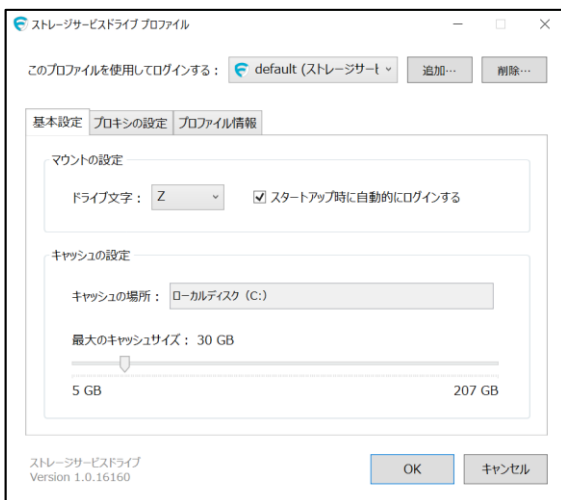 ストレージサービスドライブ プロファイル
このプロファイルを使用してログインする： default (ストレージサーt 追加… 削除…
基本設定 プロキシの設定 プロファイル情報
マウントの設定
ドライブ文字： Z スタートアップ時に自動的にログインする
キャッシュの設定
キャッシュの場所： ローカルディスク (C:)
最大のキャッシュサイズ： 30 GB
5 GB 207 GB
ストレージサービスドライブ
Version 1.0.16160
OK キャンセル